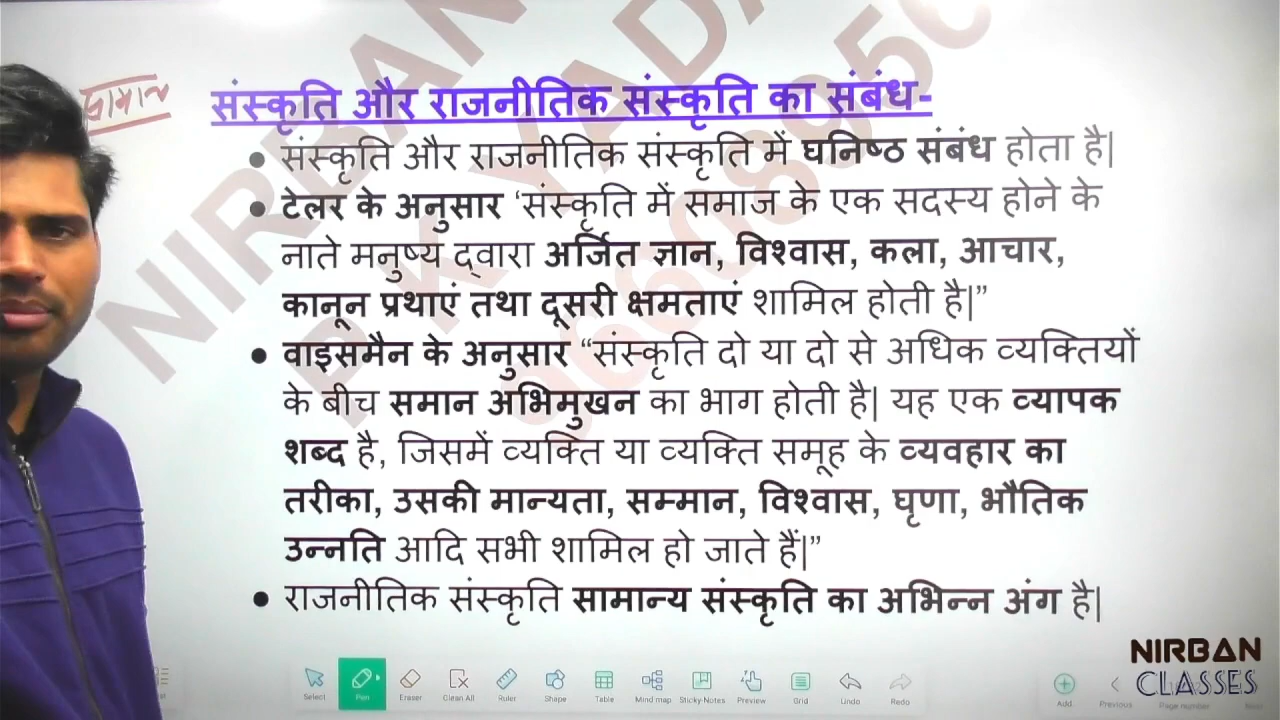 संस्कृति और राजनीतिक संस्कृति का संबंध-
● संस्कृति और राजनीतिक संस्कृति में घनिष्ठ संबंध होता है|
● टेलर के अनुसार ‘संस्कृति में समाज के एक सदस्य होने के
नाते मनुष्य द्वारा अर्जित ज्ञान, विश्वास, कला, आचार,
कानून प्रथाएं तथा दूसरी क्षमताएं शामिल होती है|”
● वाइसमैन के अनुसार “संस्कृति दो या दो से अधिक व्यक्तियों
के बीच समान अभिमुखन का भाग होती है| यह एक व्यापक
शब्द है, जिसमें व्यक्ति या व्यक्ति समूह के व्यवहार का
तरीका, उसकी मान्यता, सम्मान, विश्वास, घृणा, भौतिक
उन्नति आदि सभी शामिल हो जाते हैं|”
● राजनीतिक संस्कृति सामान्य संस्कृति का अभिन्न अंग है|
NIRBAN
CLASSES
Select Pen Eraser Clean All Ruler Shape Table Mind map Sticky-Notes Preview Grid Undo Redo Add Previous Page number Next